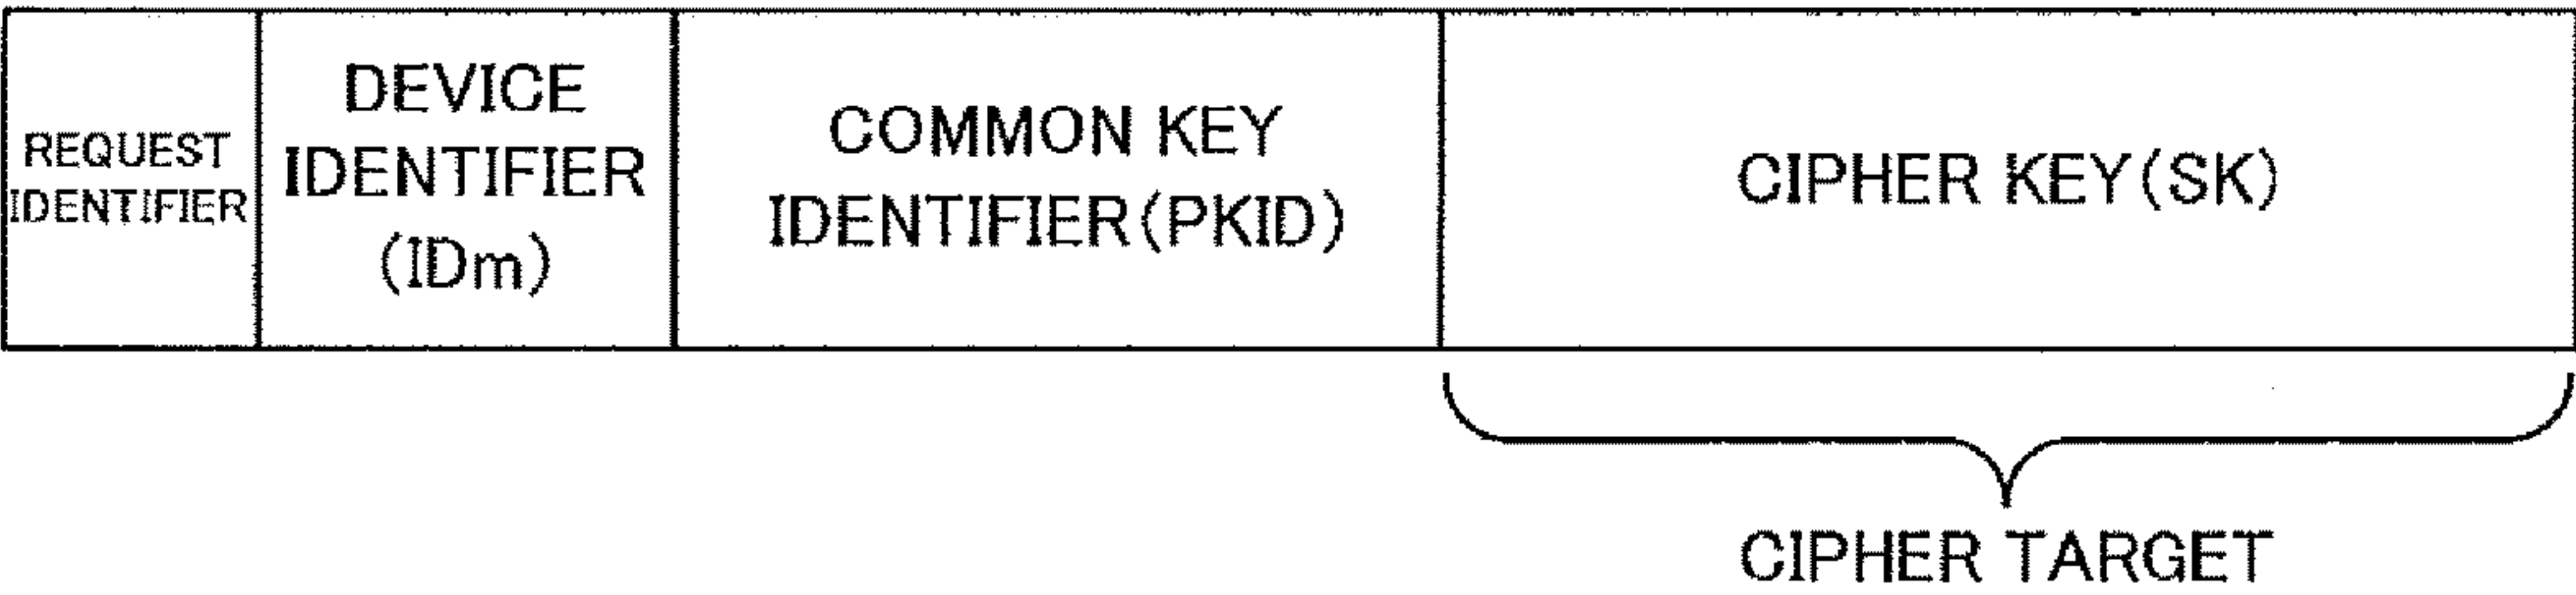 REQUEST
IDENTIFIER
DEVICE
IDENTIFIER
(IDm)
COMMON KEY
IDENTIFIER(PKID)
CIPHER KEY(SK)
CIPHER TARGET